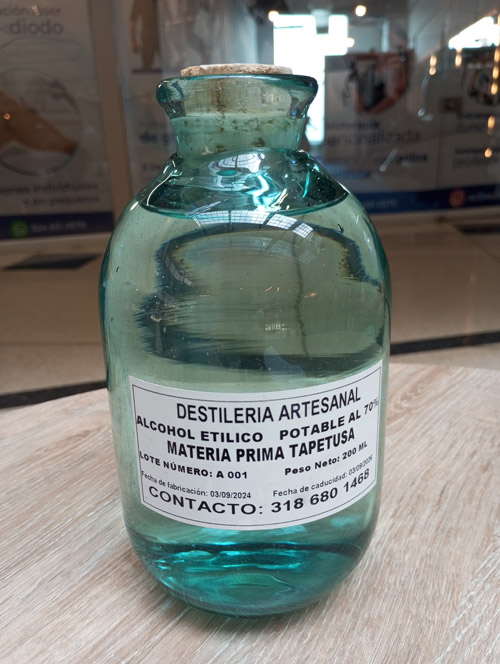 DESTILERIA ARTESANAL
ALCOHOL ETILICO POTABLE AL 70%
MATERIA PRIMA TAPETUSA
LOTE NÚMERO: A 001 Peso Neto: 200 ML
Fecha de fabricación: 03/09/2024 Fecha de caducidad: 03/09/2026
CONTACTO: 318 680 1468